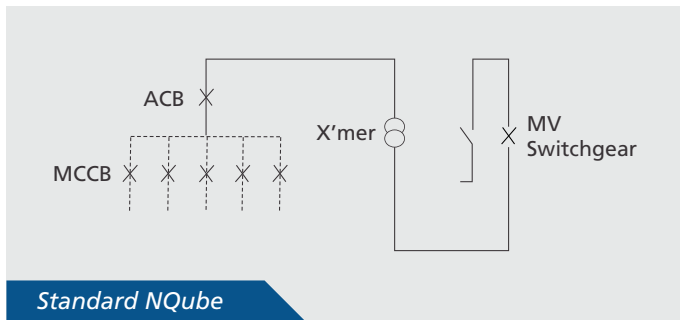 ACB
X'mer
MV
Switchgear
MCCB
Standard NQube